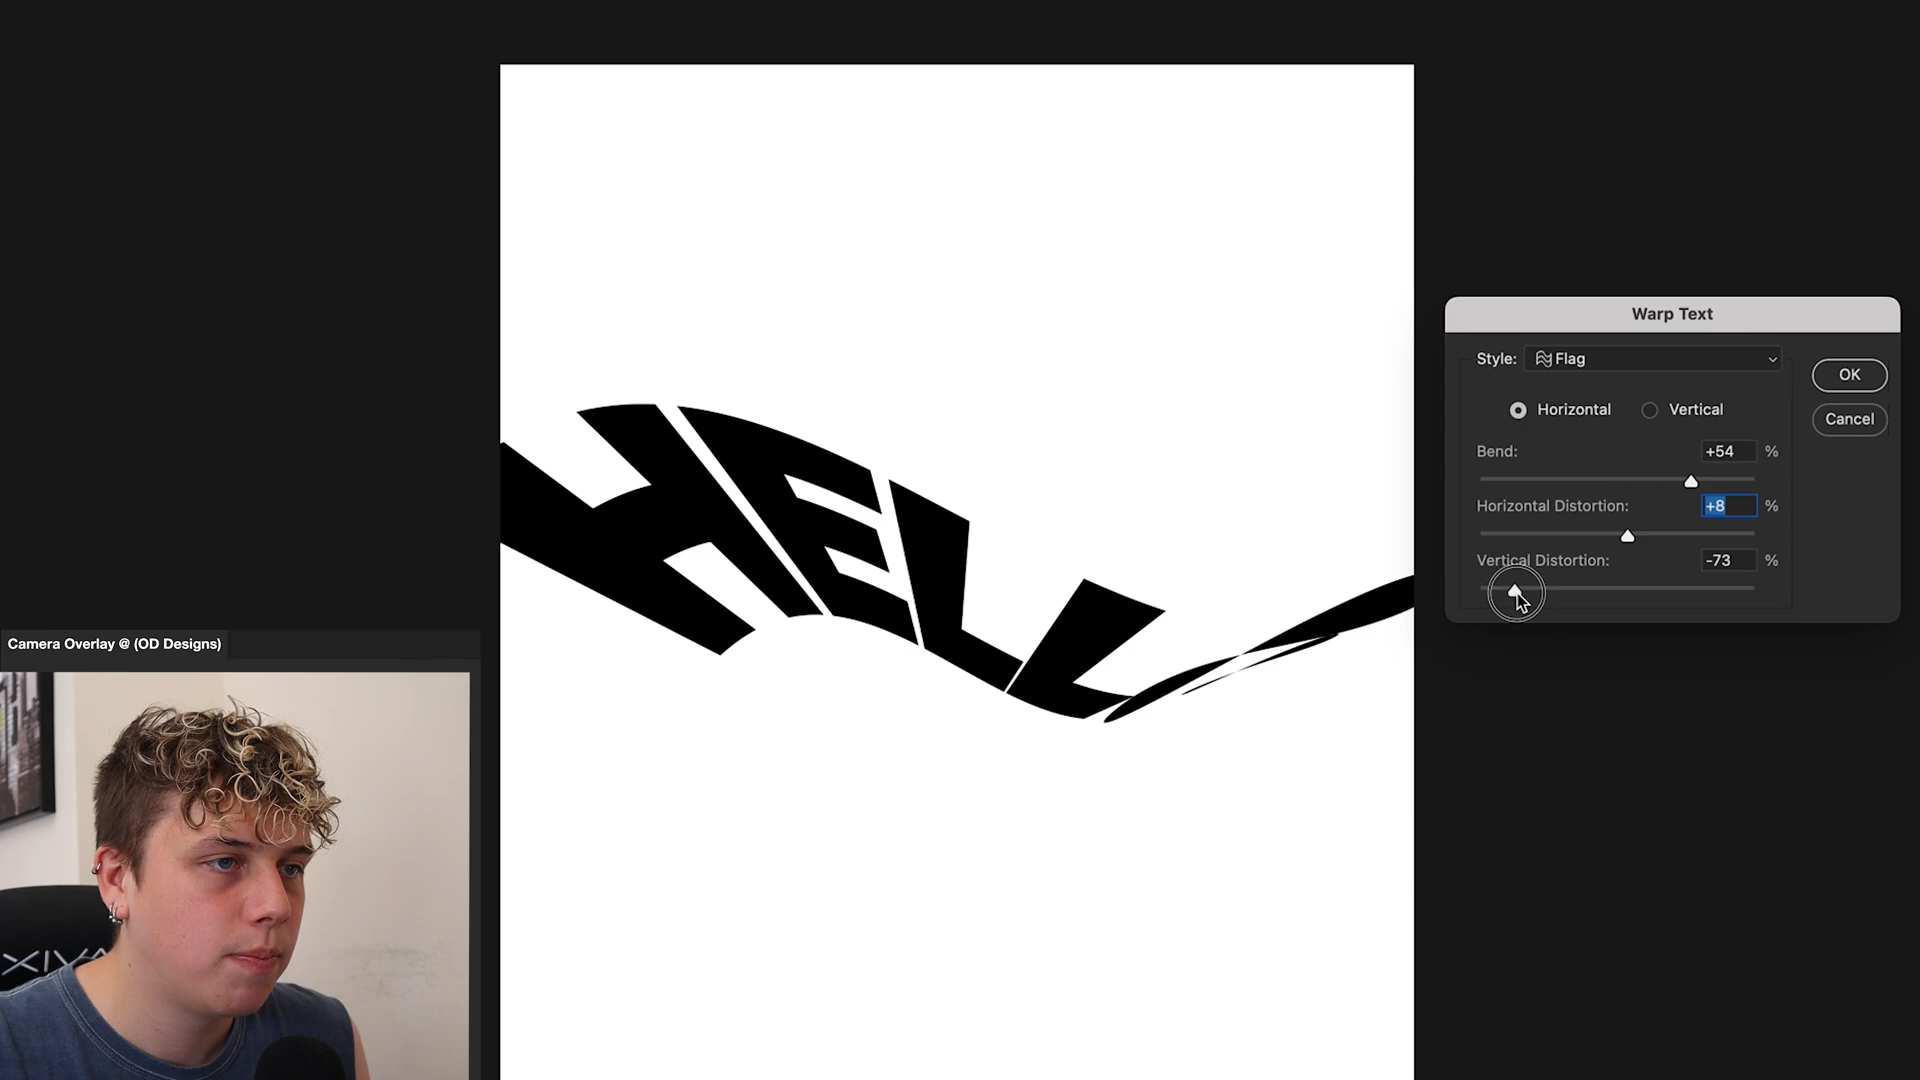 HELLO
Warp Text
Style: Flag
OK
Horizontal Vertical
Cancel
Bend: +54 %
Horizontal Distortion: +8 %
Vertical Distortion: -73 %
Camera Overlay @ (OD Designs)